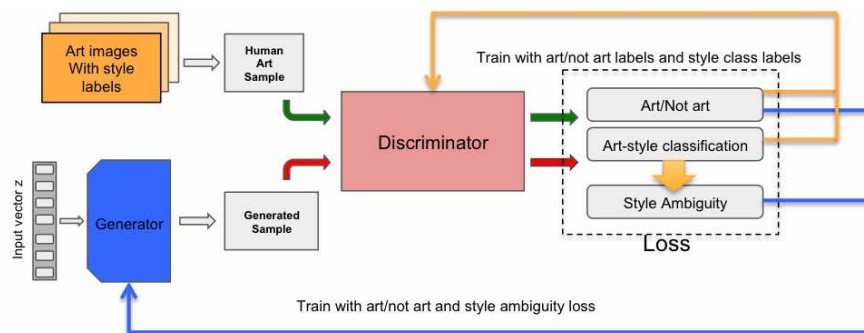 Art images
With style
labels
Human
Art
Sample
Train with art/not art labels and style class labels
Discriminator
Art/Not art
Art-style classification
Style Ambiguity
Loss
Input vector z
Generator
Generated
Sample
Train with art/not art and style ambiguity loss